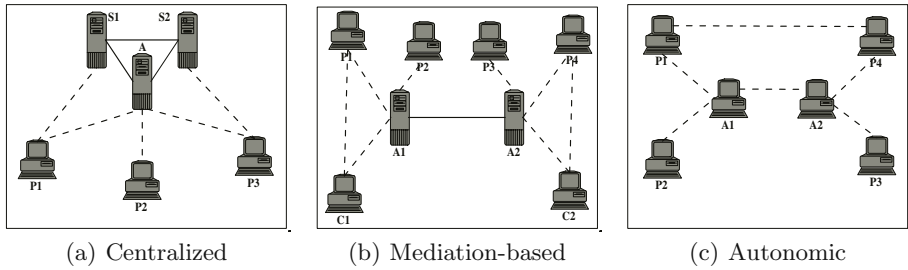 S1 S2
A
P1
P2
P3
P1
P2
P3
P4
A1
A2
C1
C2
P1
P4
A1
A2
P2
P3
(a) Centralized
(b) Mediation-based
(c) Autonomic